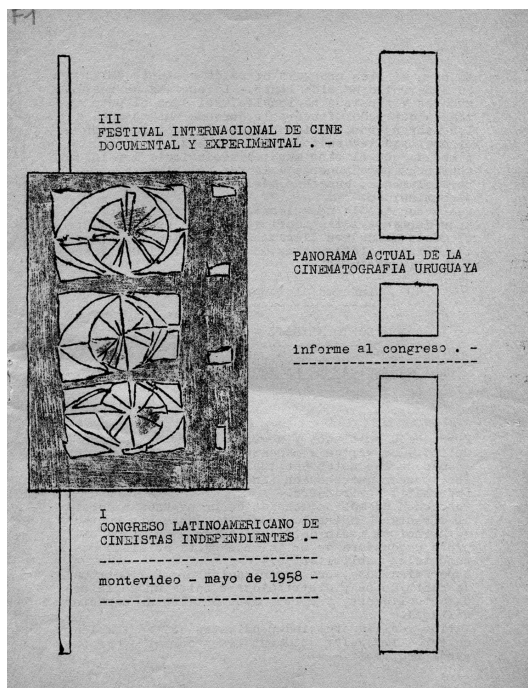 F-1
III
FESTIVAL INTERNACIONAL DE CINE
DOCUMENTAL Y EXPERIMENTAL . -
PANORAMA ACTUAL DE LA
CINEMATOGRAFIA URUGUAYA
informe al congreso . -
I
CONGRESO LATINOAMERICANO DE
CINEISTAS INDEPENDIENTES .-
montevideo - mayo de 1958 -